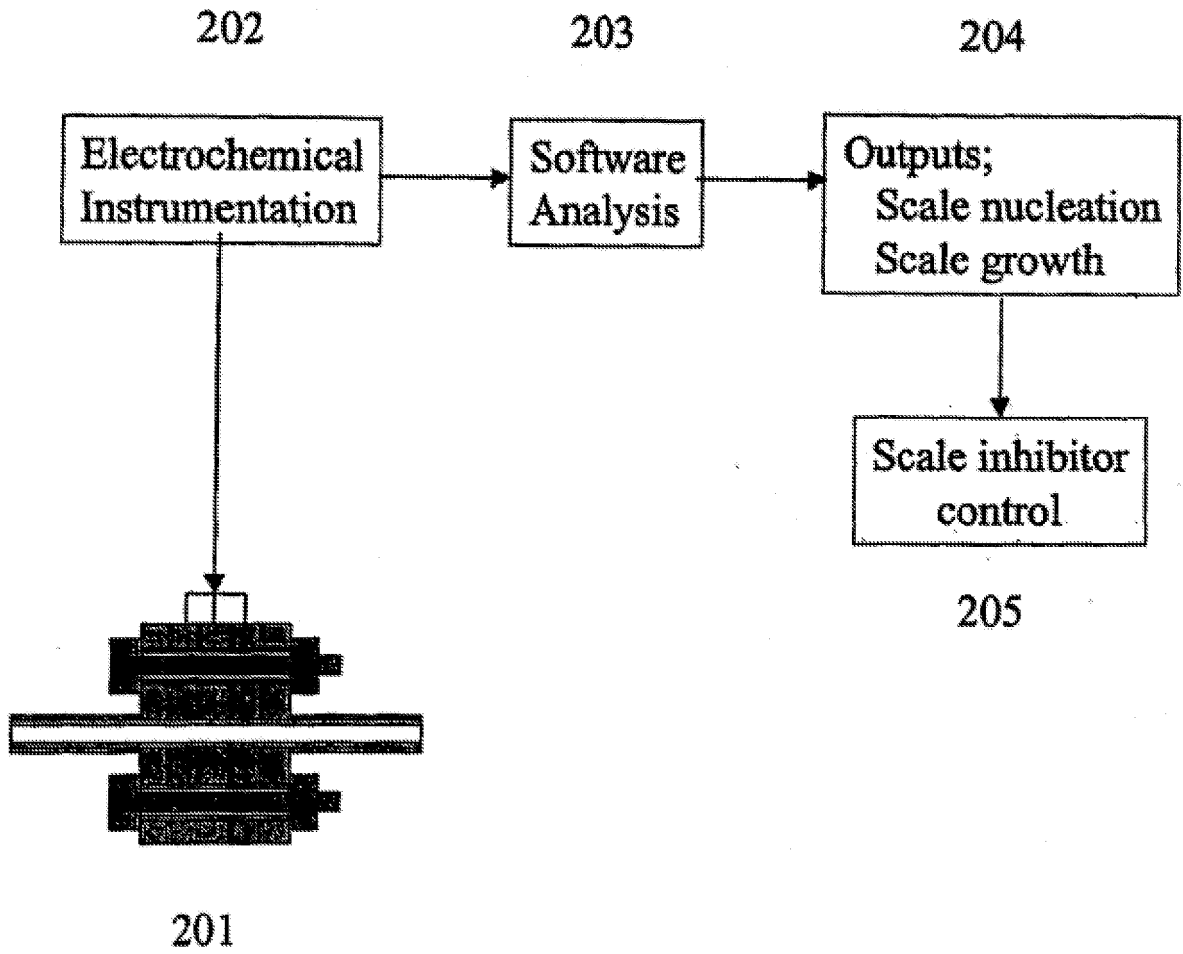 202
203
204
Electrochemical
Instrumentation
Software
Analysis
Outputs;
Scale nucleation
Scale growth
Scale inhibitor
control
205
201